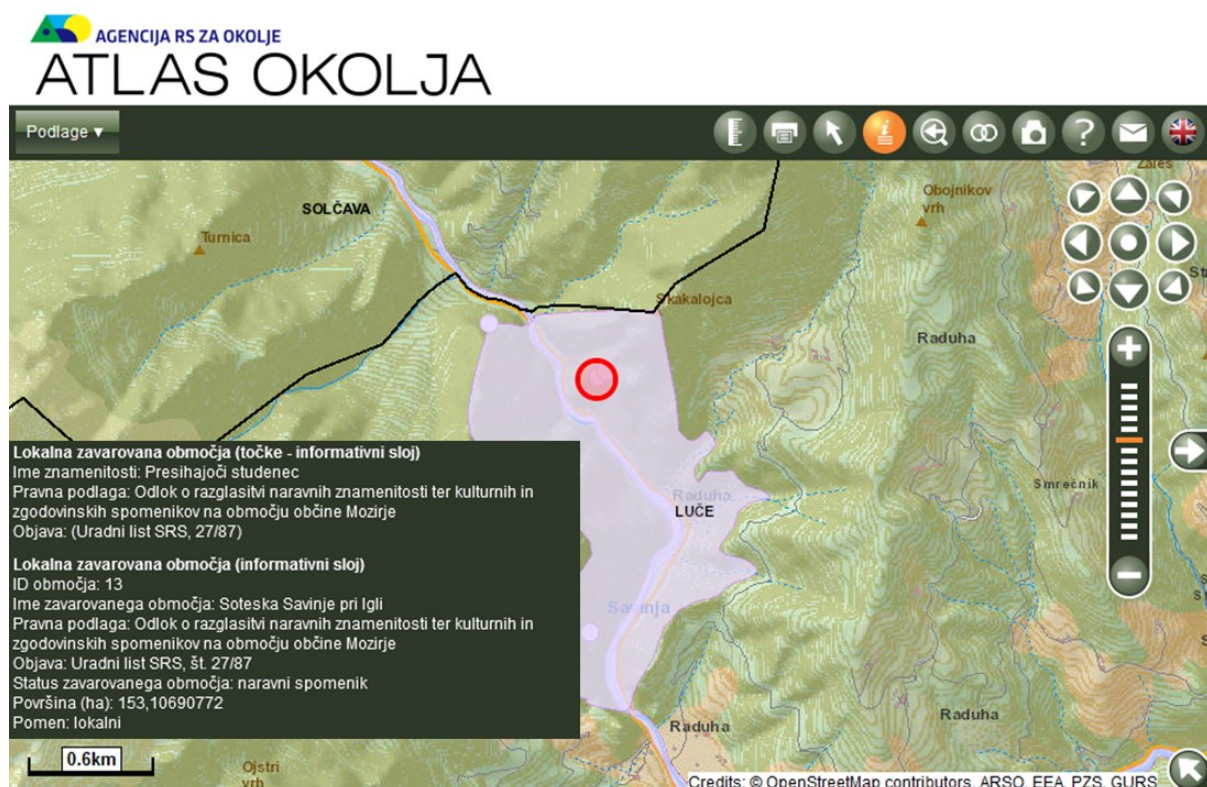 AGENCIJA RS ZA OKOLJE
ATLAS OKOLJA
Podlage ▼
i
?
SOLČAVA
Turnica
Obojnikov
vrh
Zales
Skakalojca
Raduha
+
Smrečnik
Raduha
LUČE
Savinja
−
Lokalna zavarovana območja (točke - informativni sloj)
Ime znamenitosti: Presihajoči studenec
Pravna podlaga: Odlok o razglasitvi naravnih znamenitosti ter kulturnih in
zgodovinskih spomenikov na območju občine Mozirje
Objava: (Uradni list SRS, 27/87)
Lokalna zavarovana območja (informativni sloj)
ID območja: 13
Ime zavarovanega območja: Soteska Savinje pri Igli
Pravna podlaga: Odlok o razglasitvi naravnih znamenitosti ter kulturnih in
zgodovinskih spomenikov na območju občine Mozirje
Objava: Uradni list SRS, št. 27/87
Status zavarovanega območja: naravni spomenik
Površina (ha): 153,10690772
Pomen: lokalni
Raduha
Raduha
0.6km
Ojstri
vrh
Credits: © OpenStreetMap contributors, ARSO, EEA, PZS, GURS